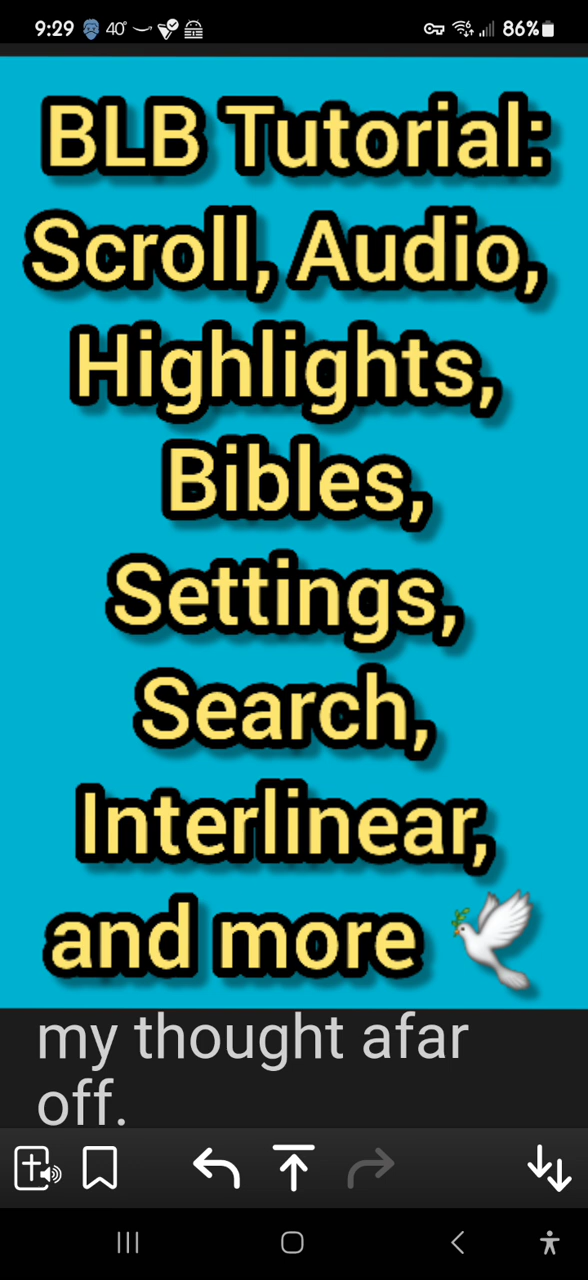 9:29 40° 86%
BLB Tutorial:
Scroll, Audio,
Highlights,
Bibles,
Settings,
Search,
Interlinear,
and more 🕊️
my thought afar
off.